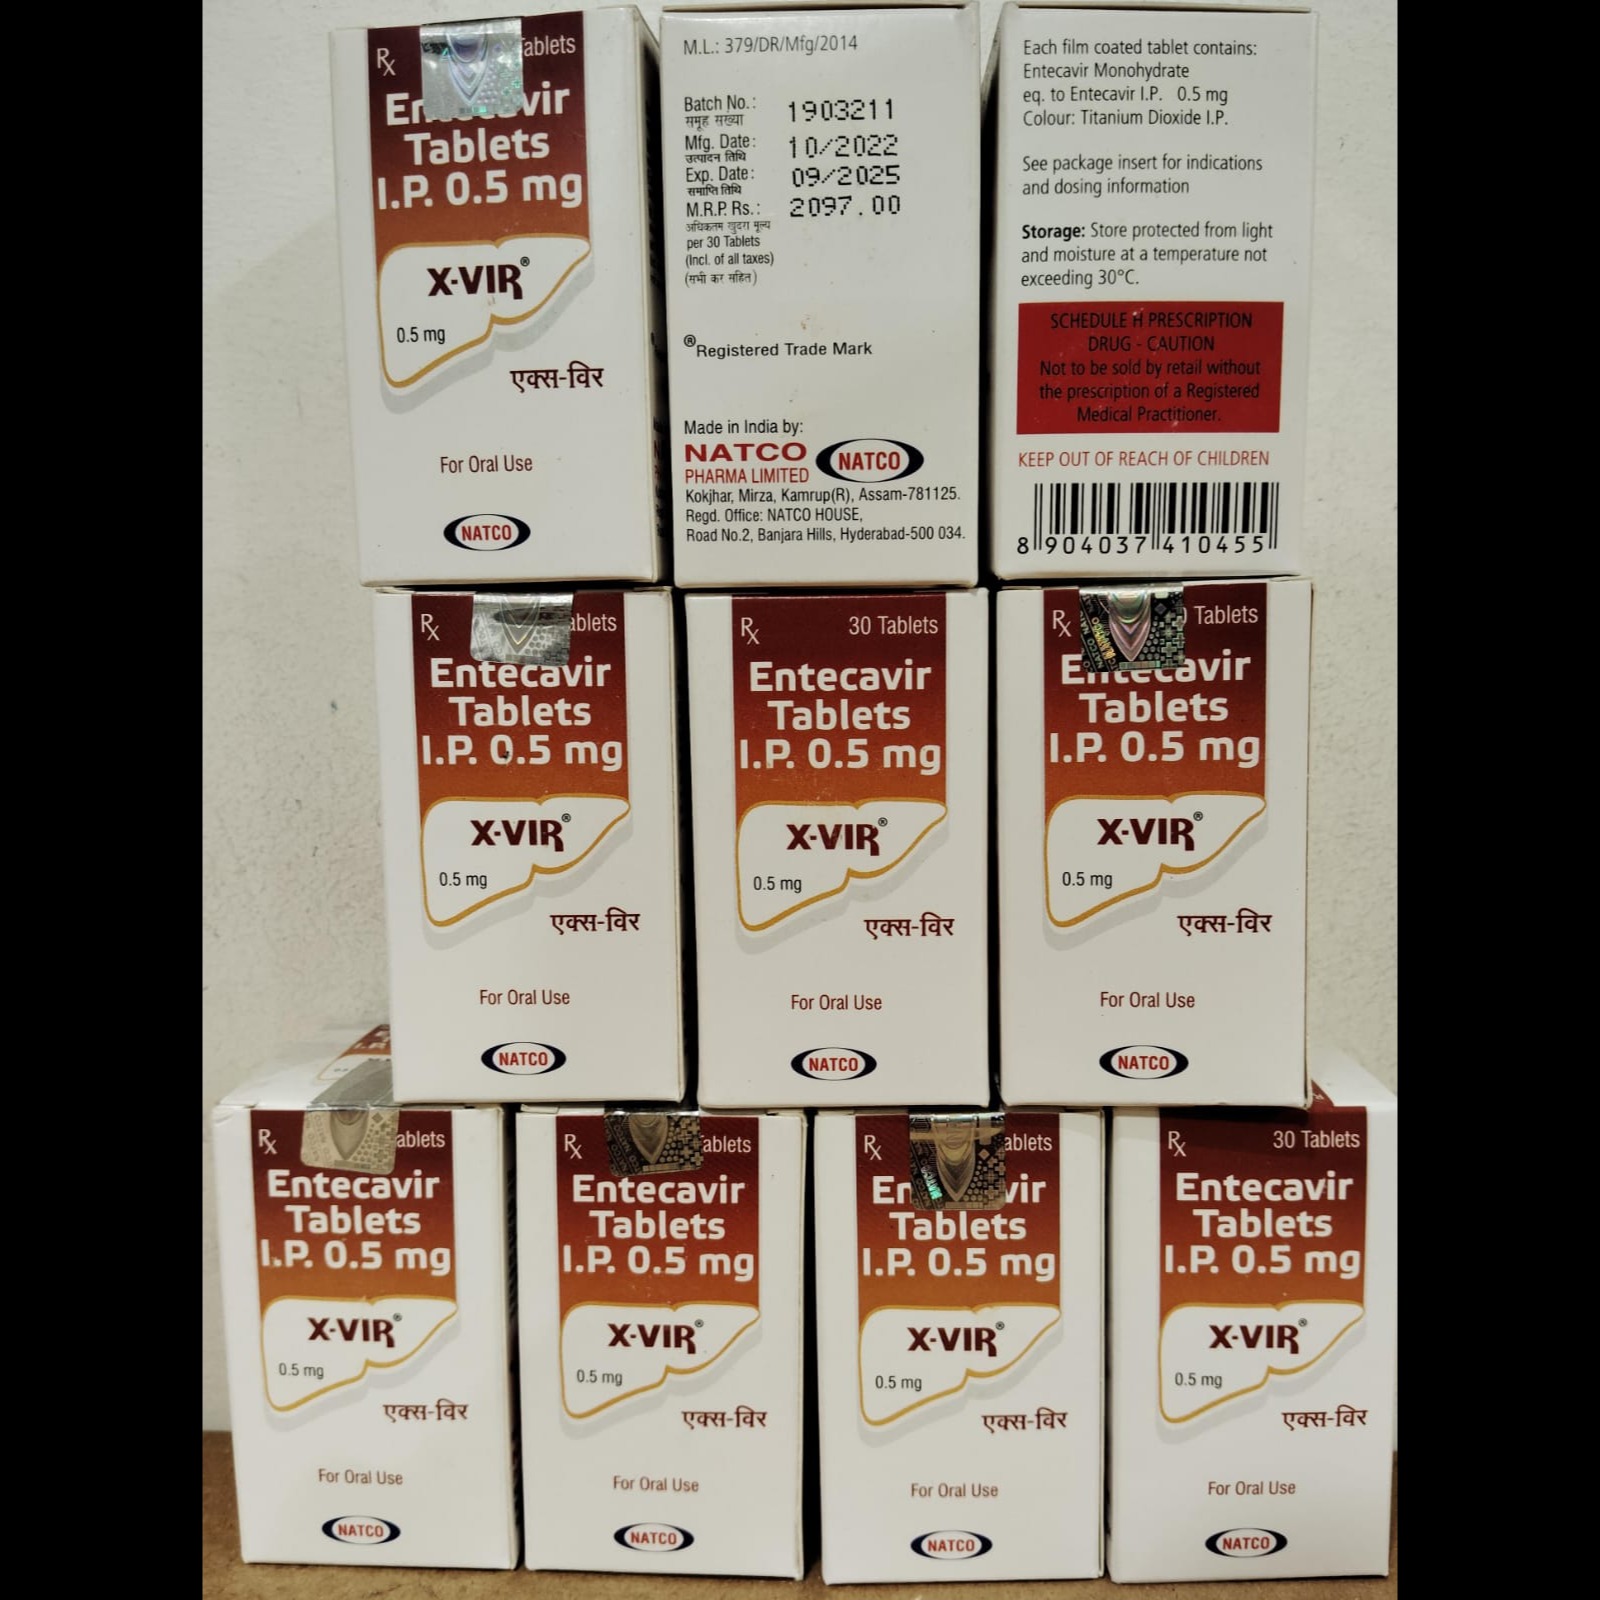 Rx
Tablets
Entecavir
Tablets
I.P. 0.5 mg
X-VIR®
0.5 mg
एक्स-विर
For Oral Use
NATCO
M.L.: 379/DR/Mfg/2014
Batch No.: 1903211
समूह संख्या
Mfg. Date: 10/2022
उत्पादन तिथि
Exp. Date: 09/2025
समाप्ति तिथि
M.R.P. Rs.: 2097.00
अधिकतम खुदरा मूल्य
per 30 Tablets
(Incl. of all taxes)
(सभी कर सहित)
®Registered Trade Mark
Made in India by:
NATCO
PHARMA LIMITED
NATCO
Kokjhar, Mirza, Kamrup(R), Assam-781125.
Regd. Office: NATCO HOUSE,
Road No.2, Banjara Hills, Hyderabad-500 034.
Each film coated tablet contains:
Entecavir Monohydrate
eq. to Entecavir I.P. 0.5 mg
Colour: Titanium Dioxide I.P.
See package insert for indications
and dosing information
Storage: Store protected from light
and moisture at a temperature not
exceeding 30°C.
SCHEDULE H PRESCRIPTION
DRUG - CAUTION
Not to be sold by retail without
the prescription of a Registered
Medical Practitioner.
KEEP OUT OF REACH OF CHILDREN
8 904037 410455
Rx
ablets
Entecavir
Tablets
I.P. 0.5 mg
X-VIR®
0.5 mg
एक्स-विर
For Oral Use
NATCO
Rx 30 Tablets
Entecavir
Tablets
I.P. 0.5 mg
X-VIR®
0.5 mg
एक्स-विर
For Oral Use
NATCO
Rx
Tablets
Entecavir
Tablets
I.P. 0.5 mg
X-VIR®
0.5 mg
एक्स-विर
For Oral Use
NATCO
Rx
ablets
Entecavir
Tablets
I.P. 0.5 mg
X-VIR®
0.5 mg
एक्स-विर
For Oral Use
NATCO
Rx
ablets
Entecavir
Tablets
I.P. 0.5 mg
X-VIR®
0.5 mg
एक्स-विर
For Oral Use
NATCO
Rx
ablets
Entecavir
Tablets
I.P. 0.5 mg
X-VIR®
0.5 mg
एक्स-विर
For Oral Use
NATCO
Rx 30 Tablets
Entecavir
Tablets
I.P. 0.5 mg
X-VIR®
0.5 mg
एक्स-विर
For Oral Use
NATCO